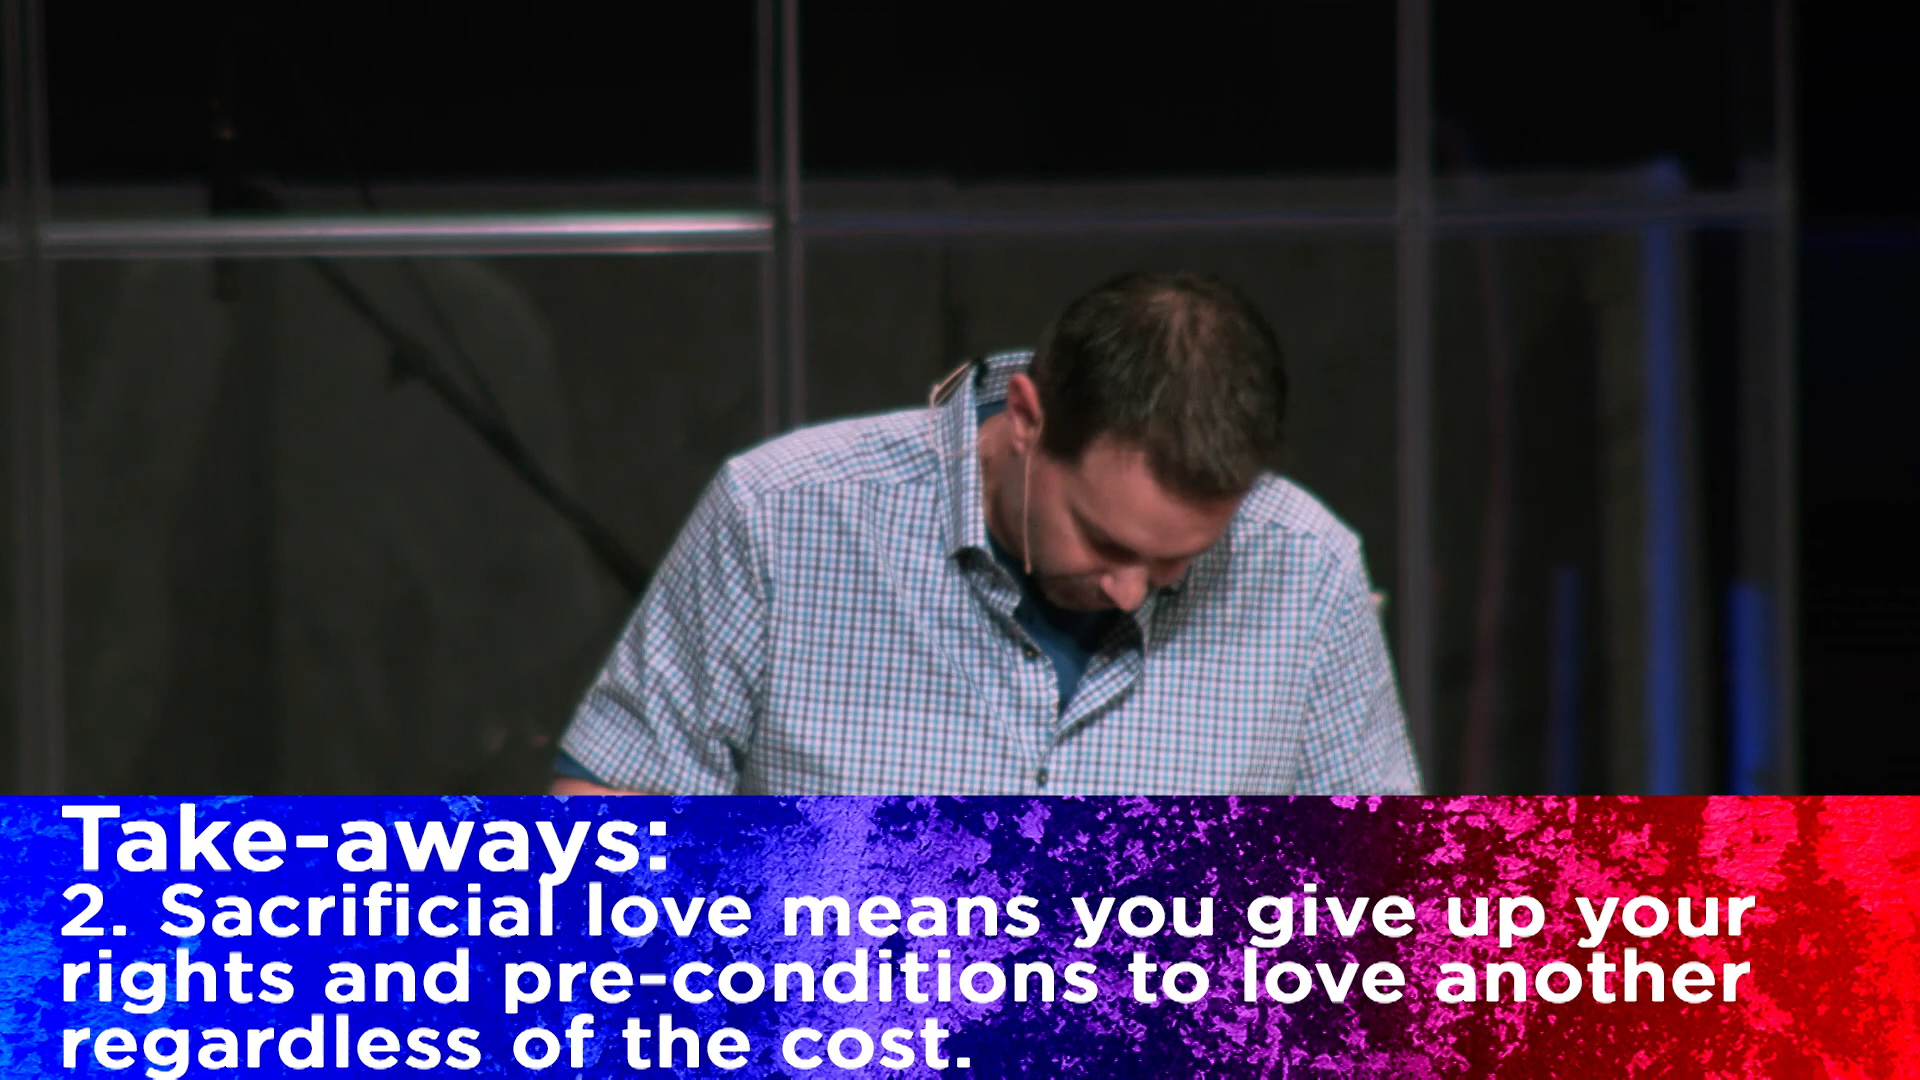 Take-aways:
2. Sacrificial love means you give up your
rights and pre-conditions to love another
regardless of the cost.